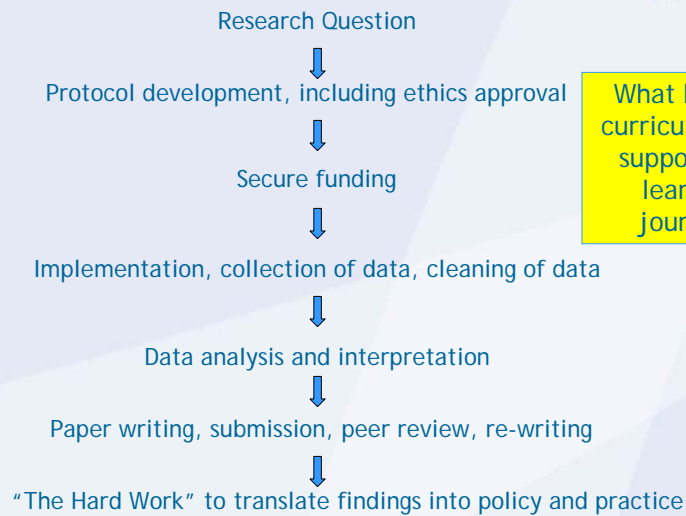 Research Question
Protocol development, including ethics approval
Secure funding
Implementation, collection of data, cleaning of data
Data analysis and interpretation
Paper writing, submission, peer review, re-writing
“The Hard Work” to translate findings into policy and practice
What